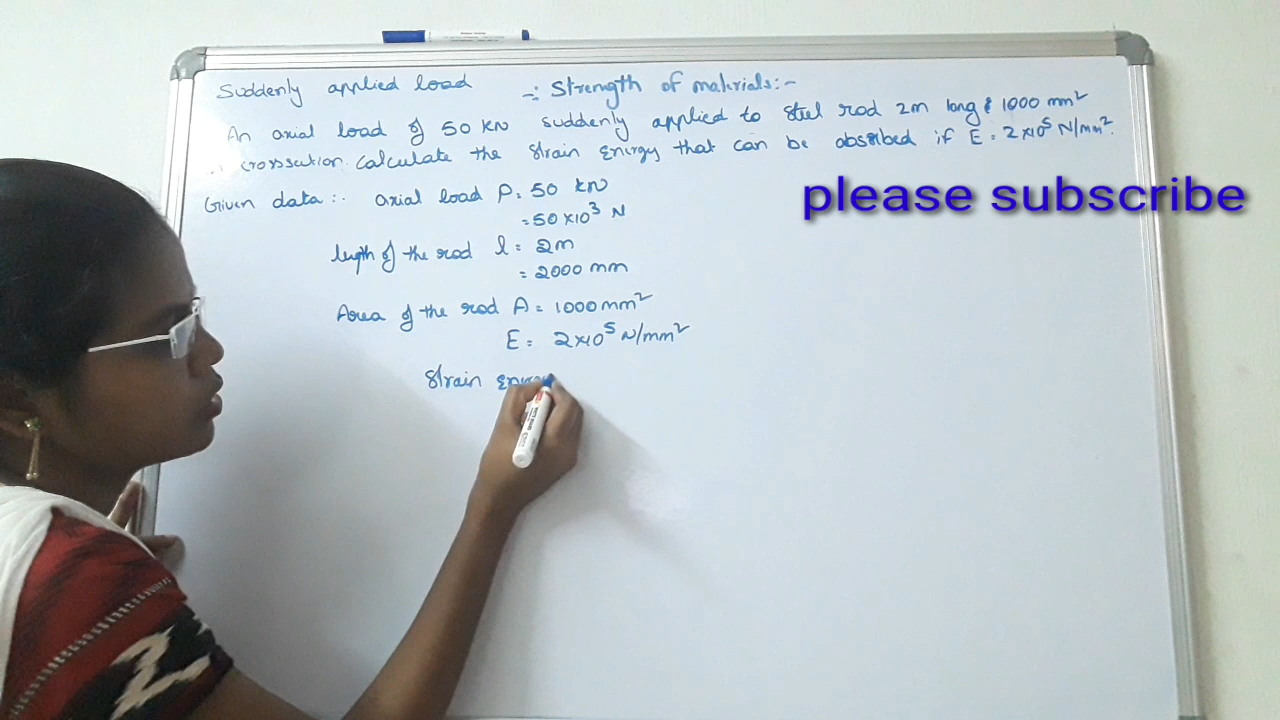 Suddenly applied load -: Strength of materials:-
An axial load of 50 KN suddenly applied to steel rod 2m long & 1000 mm²
crossection. calculate the strain energy that can be absorbed if E = 2×10⁵ N/mm².
Given data:- axial load P = 50 KN
= 50×10³ N
length of the rod l = 2m
= 2000 mm
Area of the rod A = 1000 mm²
E = 2×10⁵ N/mm²
Strain energy
please subscribe